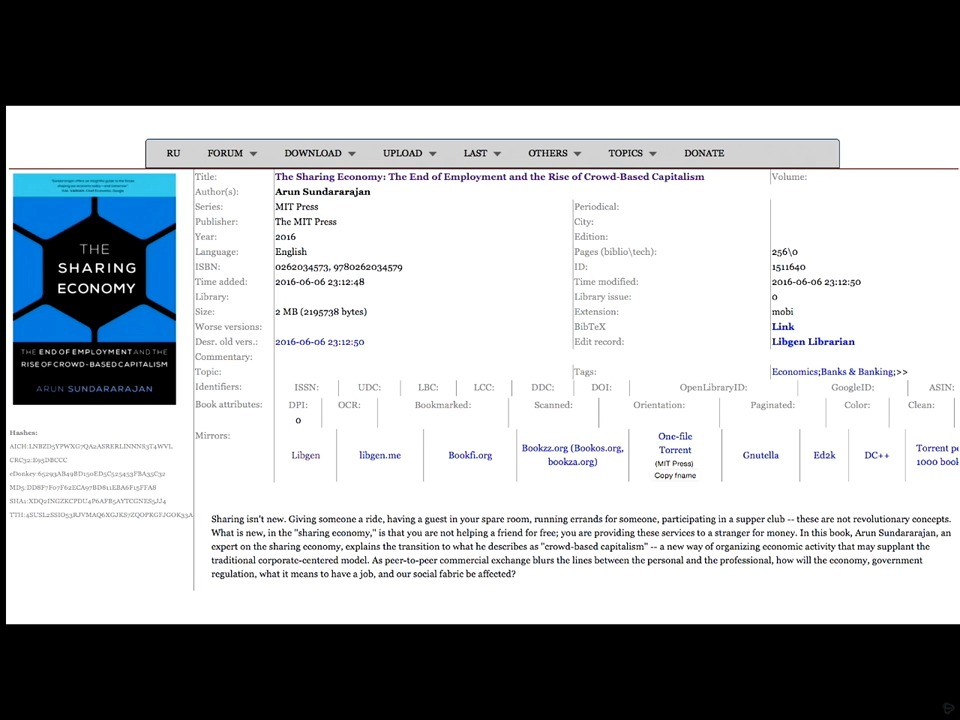 RU FORUM DOWNLOAD UPLOAD LAST OTHERS TOPICS DONATE
Title: The Sharing Economy: The End of Employment and the Rise of Crowd-Based Capitalism Volume:
Author(s): Arun Sundararajan
Series: MIT Press Periodical:
Publisher: The MIT Press City:
Year: 2016 Edition:
Language: English Pages (biblio\tech): 256\0
ISBN: 0262034573, 9780262034579 ID: 1511640
Time added: 2016-06-06 23:12:48 Time modified: 2016-06-06 23:12:50
Library: Library issue: 0
Size: 2 MB (2195738 bytes) Extension: mobi
Worse versions: BibTeX Link
Desr. old vers.: 2016-06-06 23:12:50 Edit record: Libgen Librarian
Commentary:
Topic: Tags: Economics;Banks & Banking;>>
Identifiers: ISSN: UDC: LBC: LCC: DDC: DOI: OpenLibraryID: GoogleID: ASIN:
Book attributes: DPI: OCR: Bookmarked: Scanned: Orientation: Paginated: Color: Clean:
0
Mirrors: Libgen libgen.me Bookfi.org Bookzz.org (Bookos.org, bookza.org) One-file Torrent (MIT Press) Copy fname Gnutella Ed2k DC++ Torrent 1000
THE
SHARING
ECONOMY
THE END OF EMPLOYMENT AND THE
RISE OF CROWD-BASED CAPITALISM
ARUN SUNDARARAJAN
Hashes:
CRC32:E95DBCCC
Sharing isn't new. Giving someone a ride, having a guest in your spare room, running errands for someone, participating in a supper club -- these are not revolutionary concepts.
What is new, in the "sharing economy," is that you are not helping a friend for free; you are providing these services to a stranger for money. In this book, Arun Sundararajan, an
expert on the sharing economy, explains the transition to what he describes as "crowd-based capitalism" -- a new way of organizing economic activity that may supplant the
traditional corporate-centered model. As peer-to-peer commercial exchange blurs the lines between the personal and the professional, how will the economy, government
regulation, what it means to have a job, and our social fabric be affected?